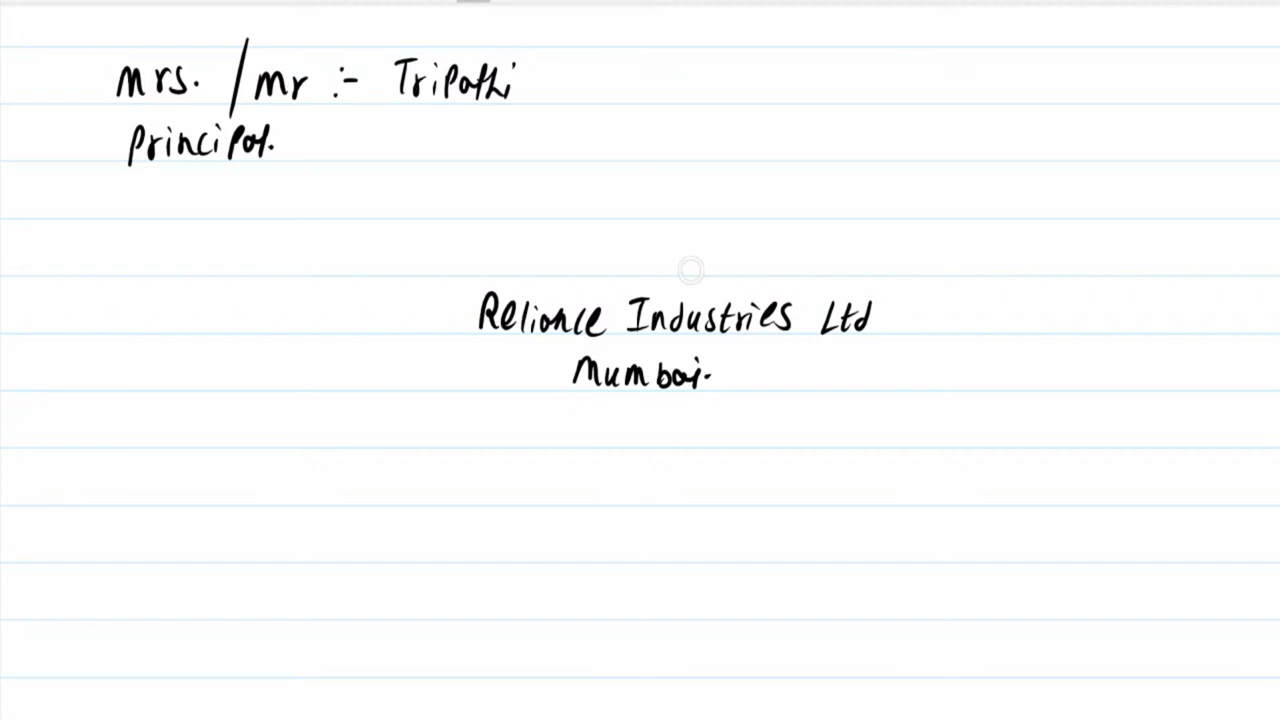 mrs. /mr :- Tripathi
principal.
Reliance Industries Ltd
Mumbai.